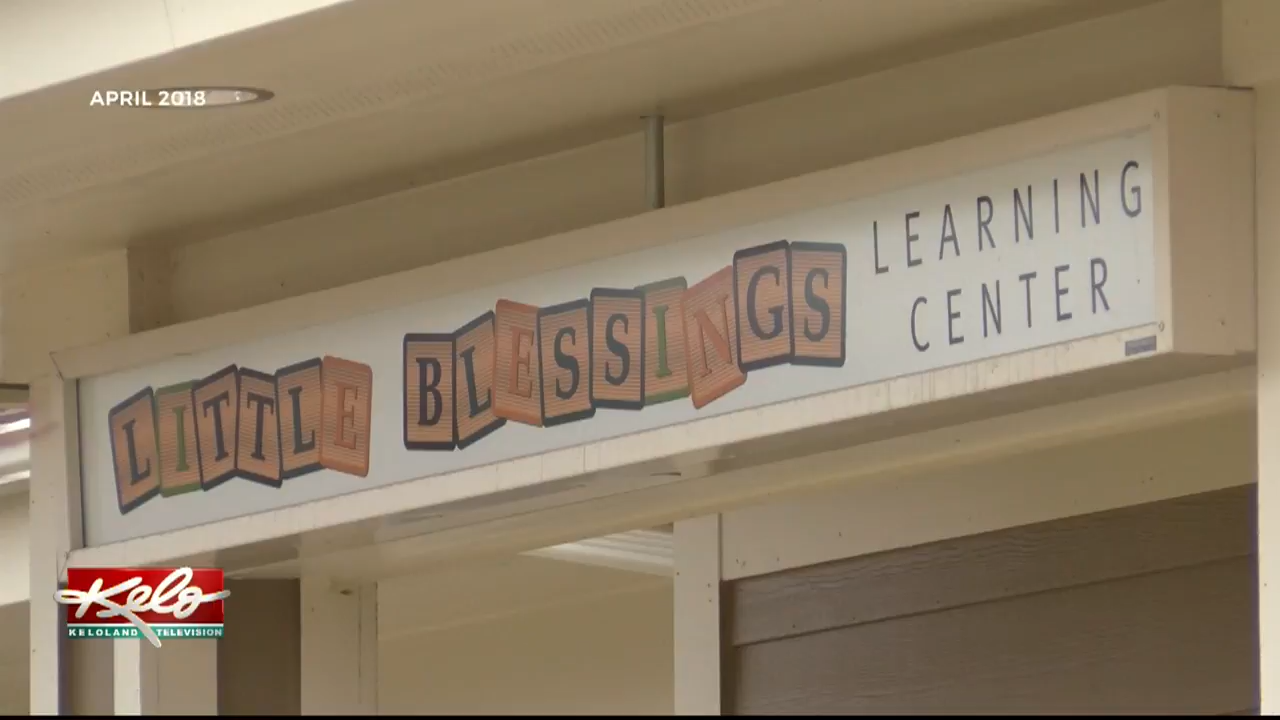 APRIL 2018
LITTLE BLESSINGS
LEARNING
CENTER
Kelo
KELOLAND TELEVISION